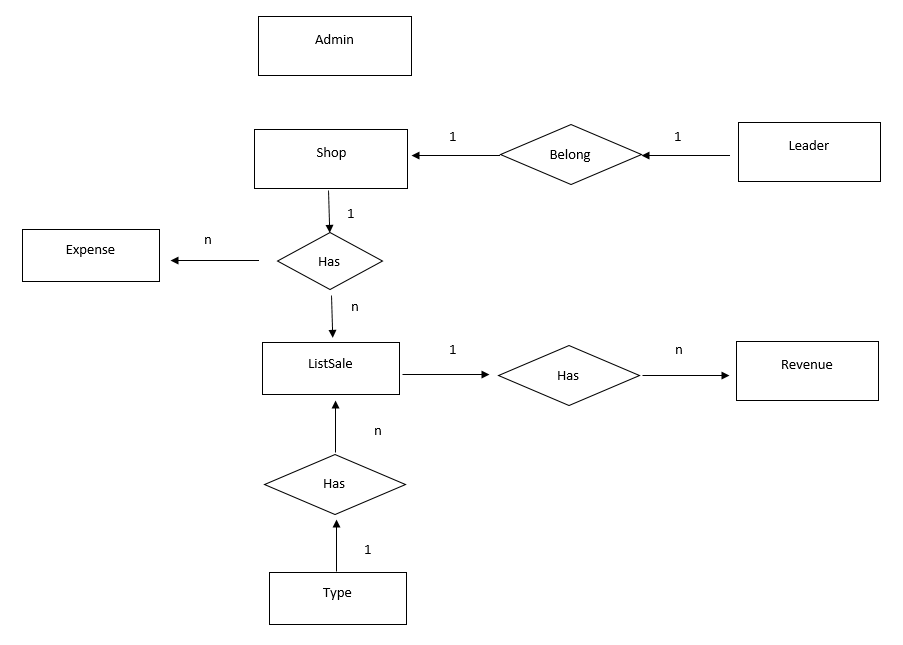 Admin
1
1
Shop
Belong
Leader
1
n
Expense
Has
n
ListSale
1
Has
n
Revenue
n
Has
1
Type